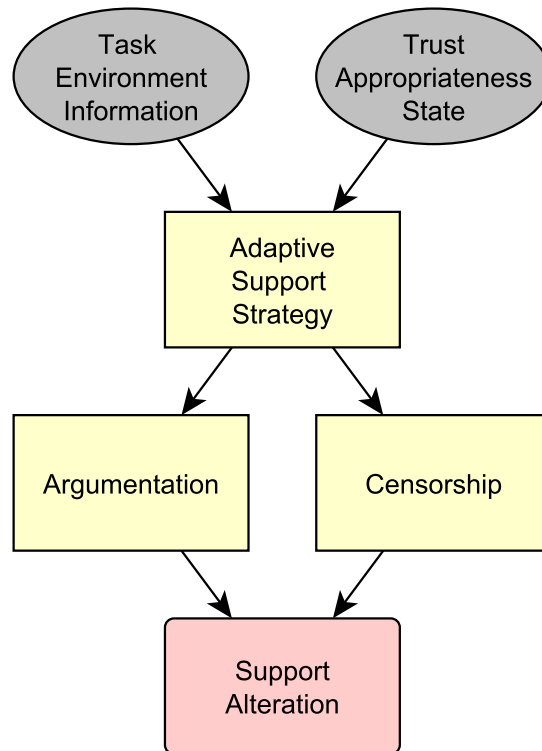 Task
Environment
Information
Trust
Appropriateness
State
Adaptive
Support
Strategy
Argumentation
Censorship
Support
Alteration